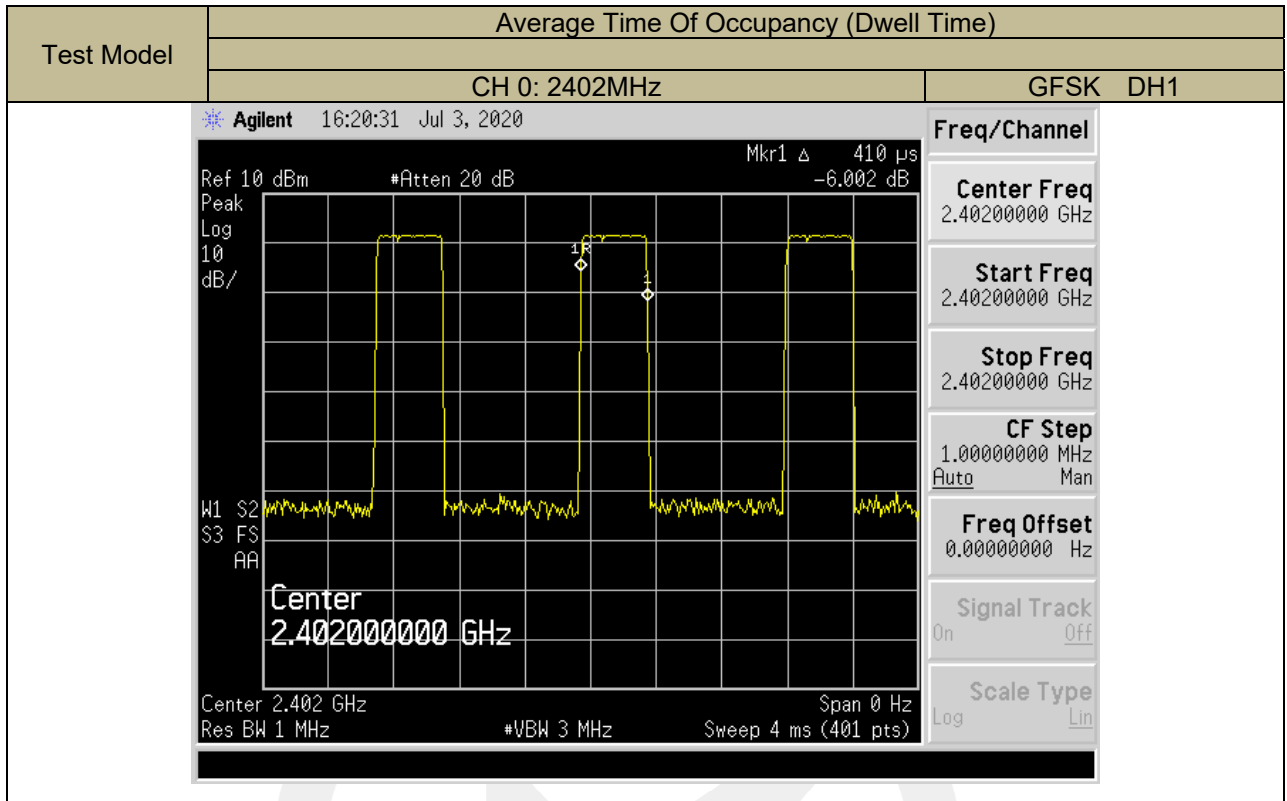 Test Model
Average Time Of Occupancy (Dwell Time)
CH 0: 2402MHz
GFSK DH1
Agilent 16:20:31 Jul 3, 2020
Mkr1 Δ 410 µs
Ref 10 dBm #Atten 20 dB -6.002 dB
Peak
Log
10
dB/
1R
1
W1 S2
S3 FS
AA
Center
2.402000000 GHz
Center 2.402 GHz Span 0 Hz
Res BW 1 MHz #VBW 3 MHz Sweep 4 ms (401 pts)
Freq/Channel
Center Freq
2.40200000 GHz
Start Freq
2.40200000 GHz
Stop Freq
2.40200000 GHz
CF Step
1.00000000 MHz
Auto Man
Freq Offset
0.00000000 Hz
Signal Track
On Off
Scale Type
Log Lin